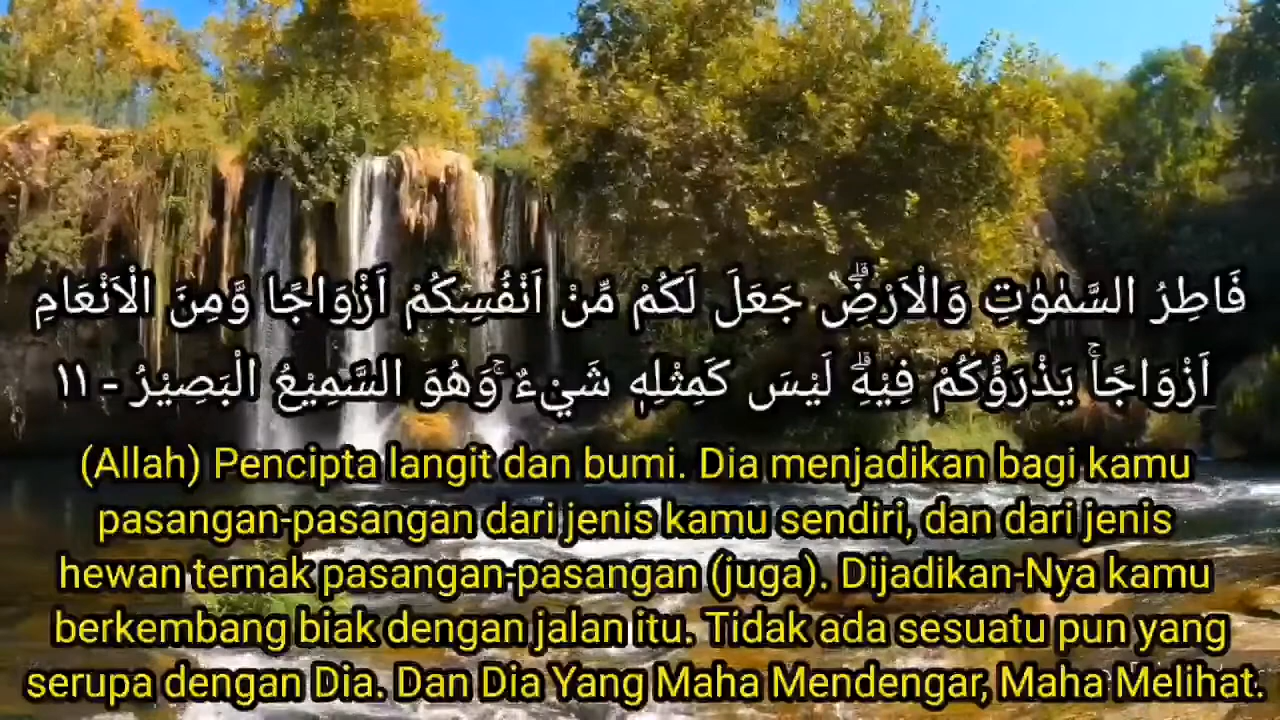 فَاطِرُ السَّمٰوٰتِ وَالْاَرْضِۗ جَعَلَ لَكُمْ مِّنْ اَنْفُسِكُمْ اَزْوَاجًا وَّمِنَ الْاَنْعَامِ
اَزْوَاجًاۚ يَذْرَؤُكُمْ فِيْهِۗ لَيْسَ كَمِثْلِهٖ شَيْءٌ ۚوَهُوَ السَّمِيْعُ الْبَصِيْرُ - ١١
(Allah) Pencipta langit dan bumi. Dia menjadikan bagi kamu
pasangan-pasangan dari jenis kamu sendiri, dan dari jenis
hewan ternak pasangan-pasangan (juga). Dijadikan-Nya kamu
berkembang biak dengan jalan itu. Tidak ada sesuatu pun yang
serupa dengan Dia. Dan Dia Yang Maha Mendengar, Maha Melihat.